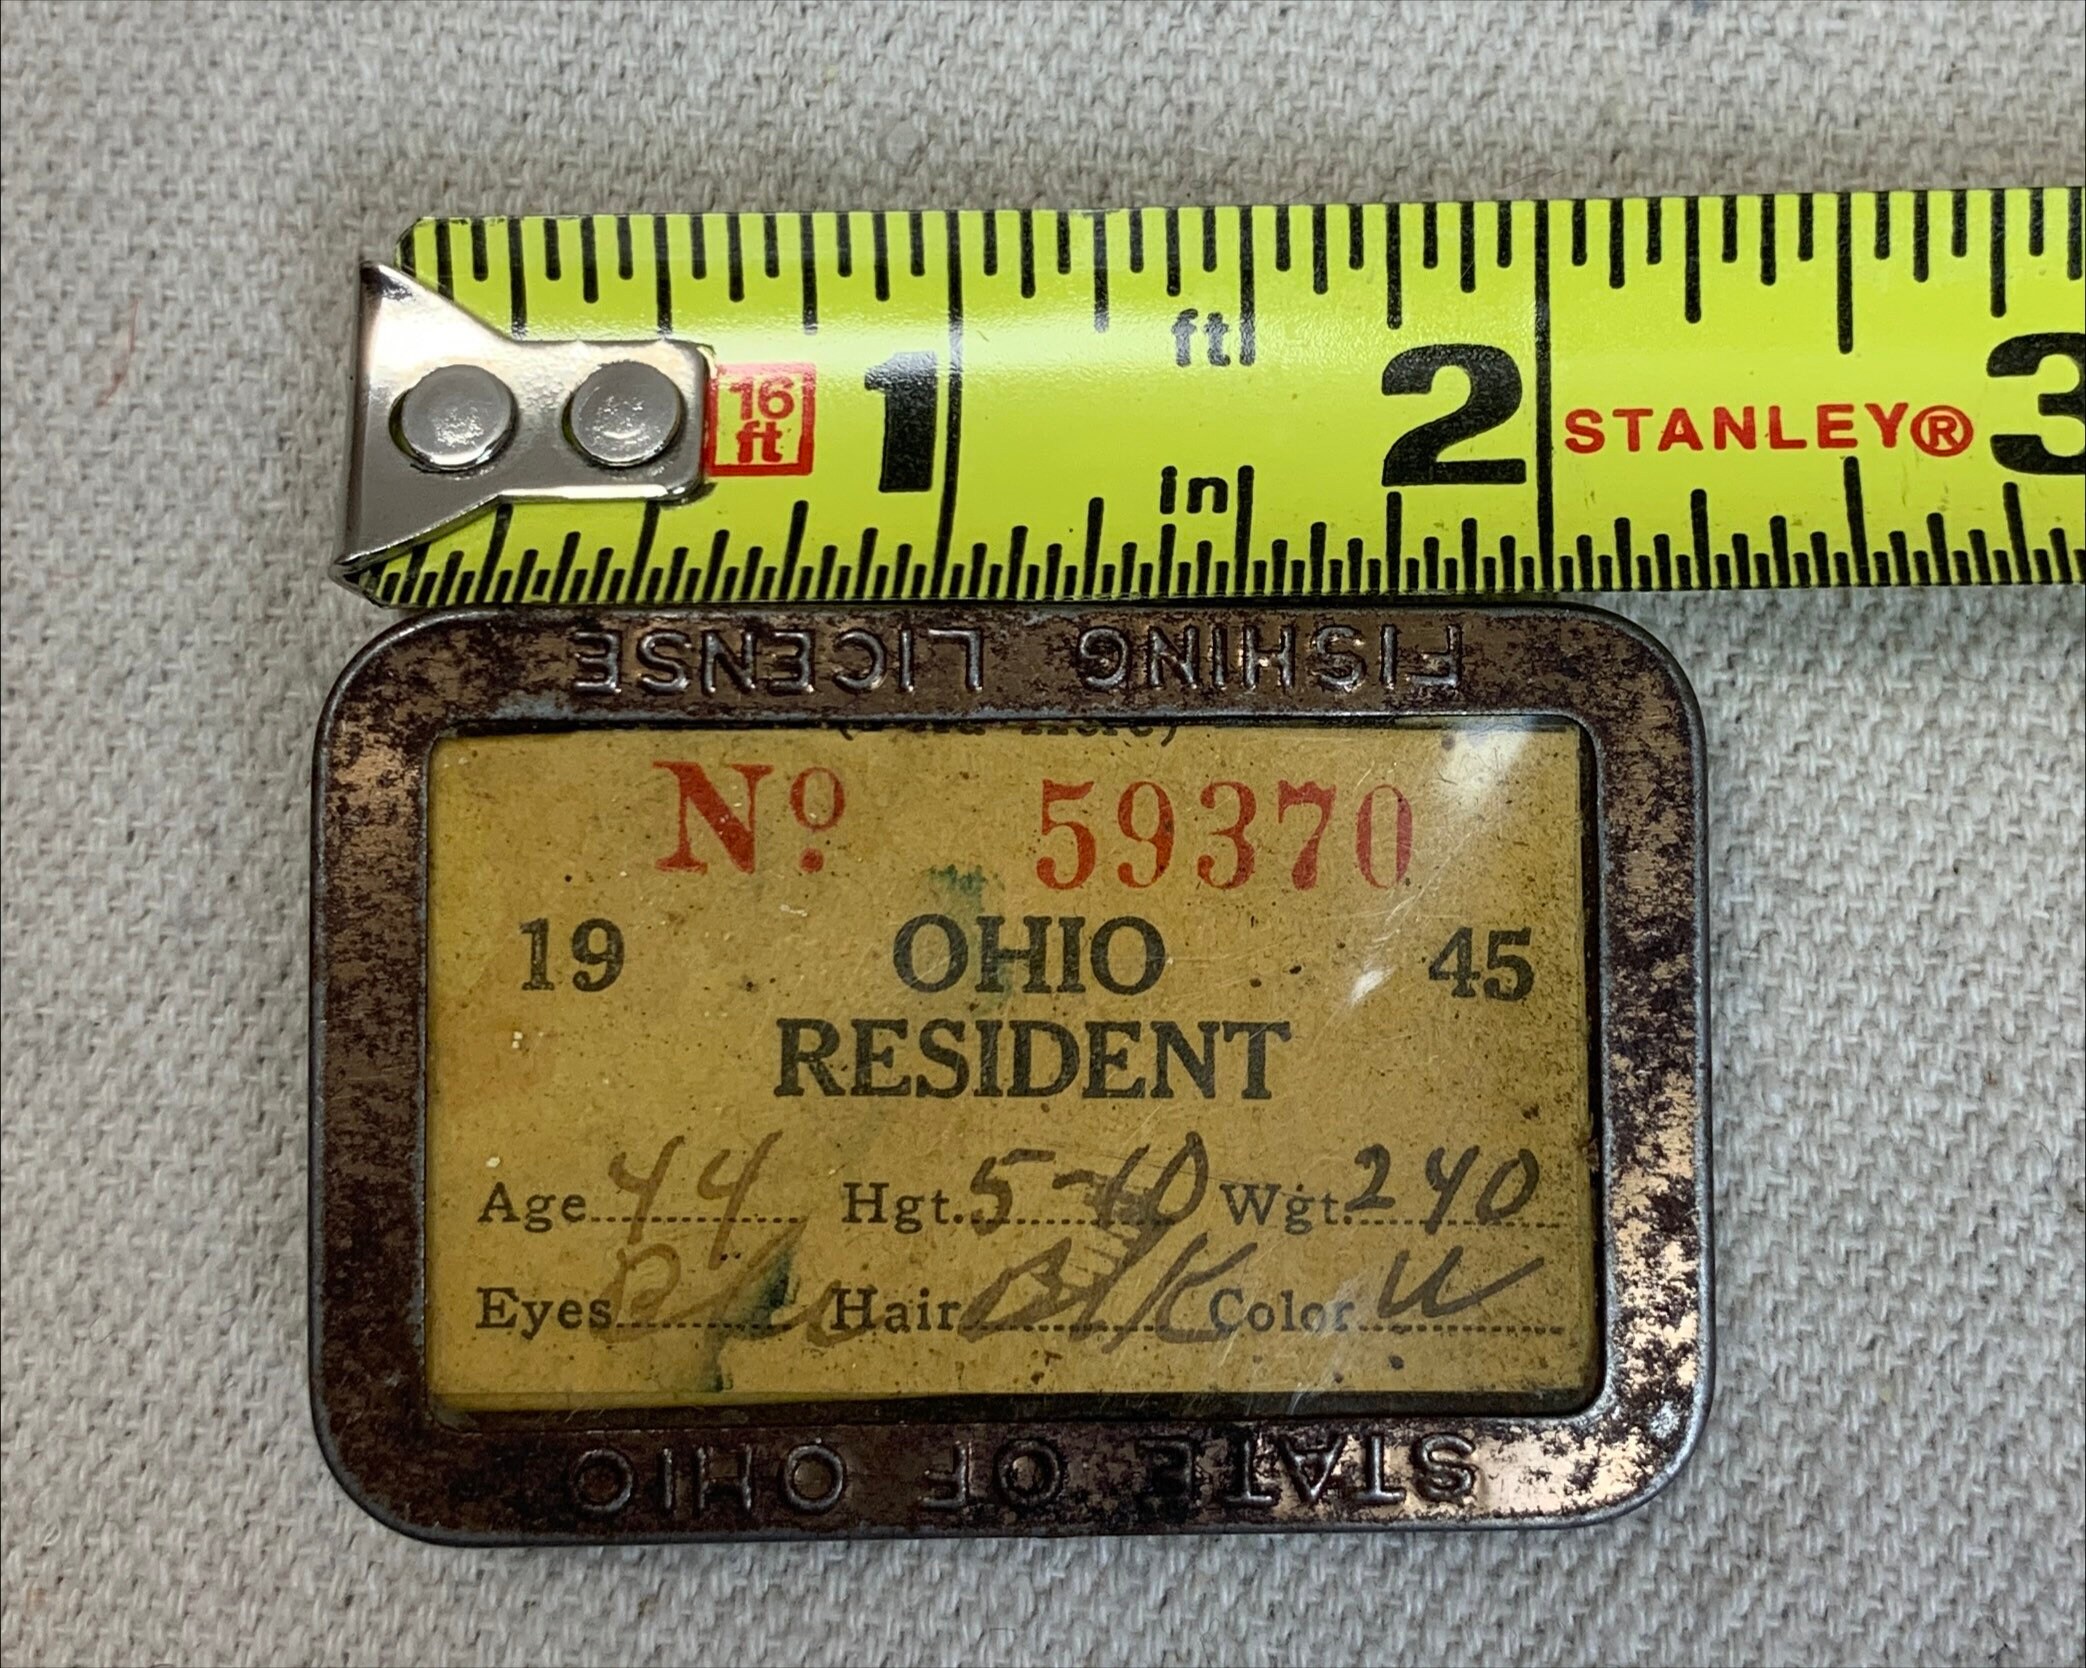 16 ft 1 ft in 2 STANLEY® 3
FISHING LICENSE
Nº 59370
19 OHIO 45
RESIDENT
Age 44 Hgt. 5-10 Wgt. 240
Eyes Blu Hair Blk Color W
STATE OF OHIO